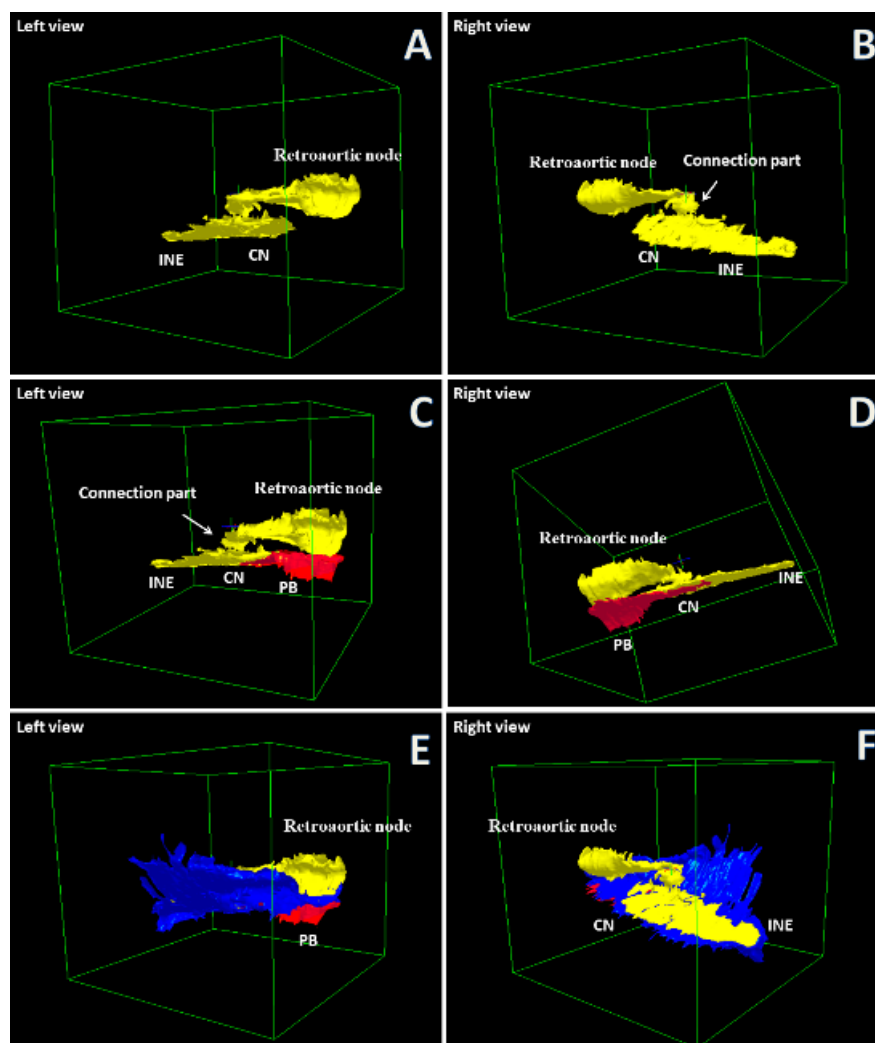 Left view
A
Retroaortic node
INE
CN
Right view
B
Retroaortic node
Connection part
CN
INE
Left view
C
Connection part
Retroaortic node
INE
CN
PB
Right view
D
Retroaortic node
INE
CN
PB
Left view
E
Retroaortic node
PB
Right view
F
Retroaortic node
CN
INE